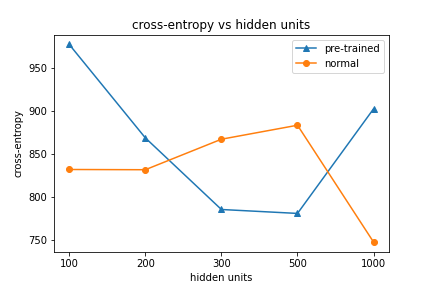 cross-entropy vs hidden units
pre-trained
normal
cross-entropy
950
900
850
800
750
100 200 300 500 1000
hidden units